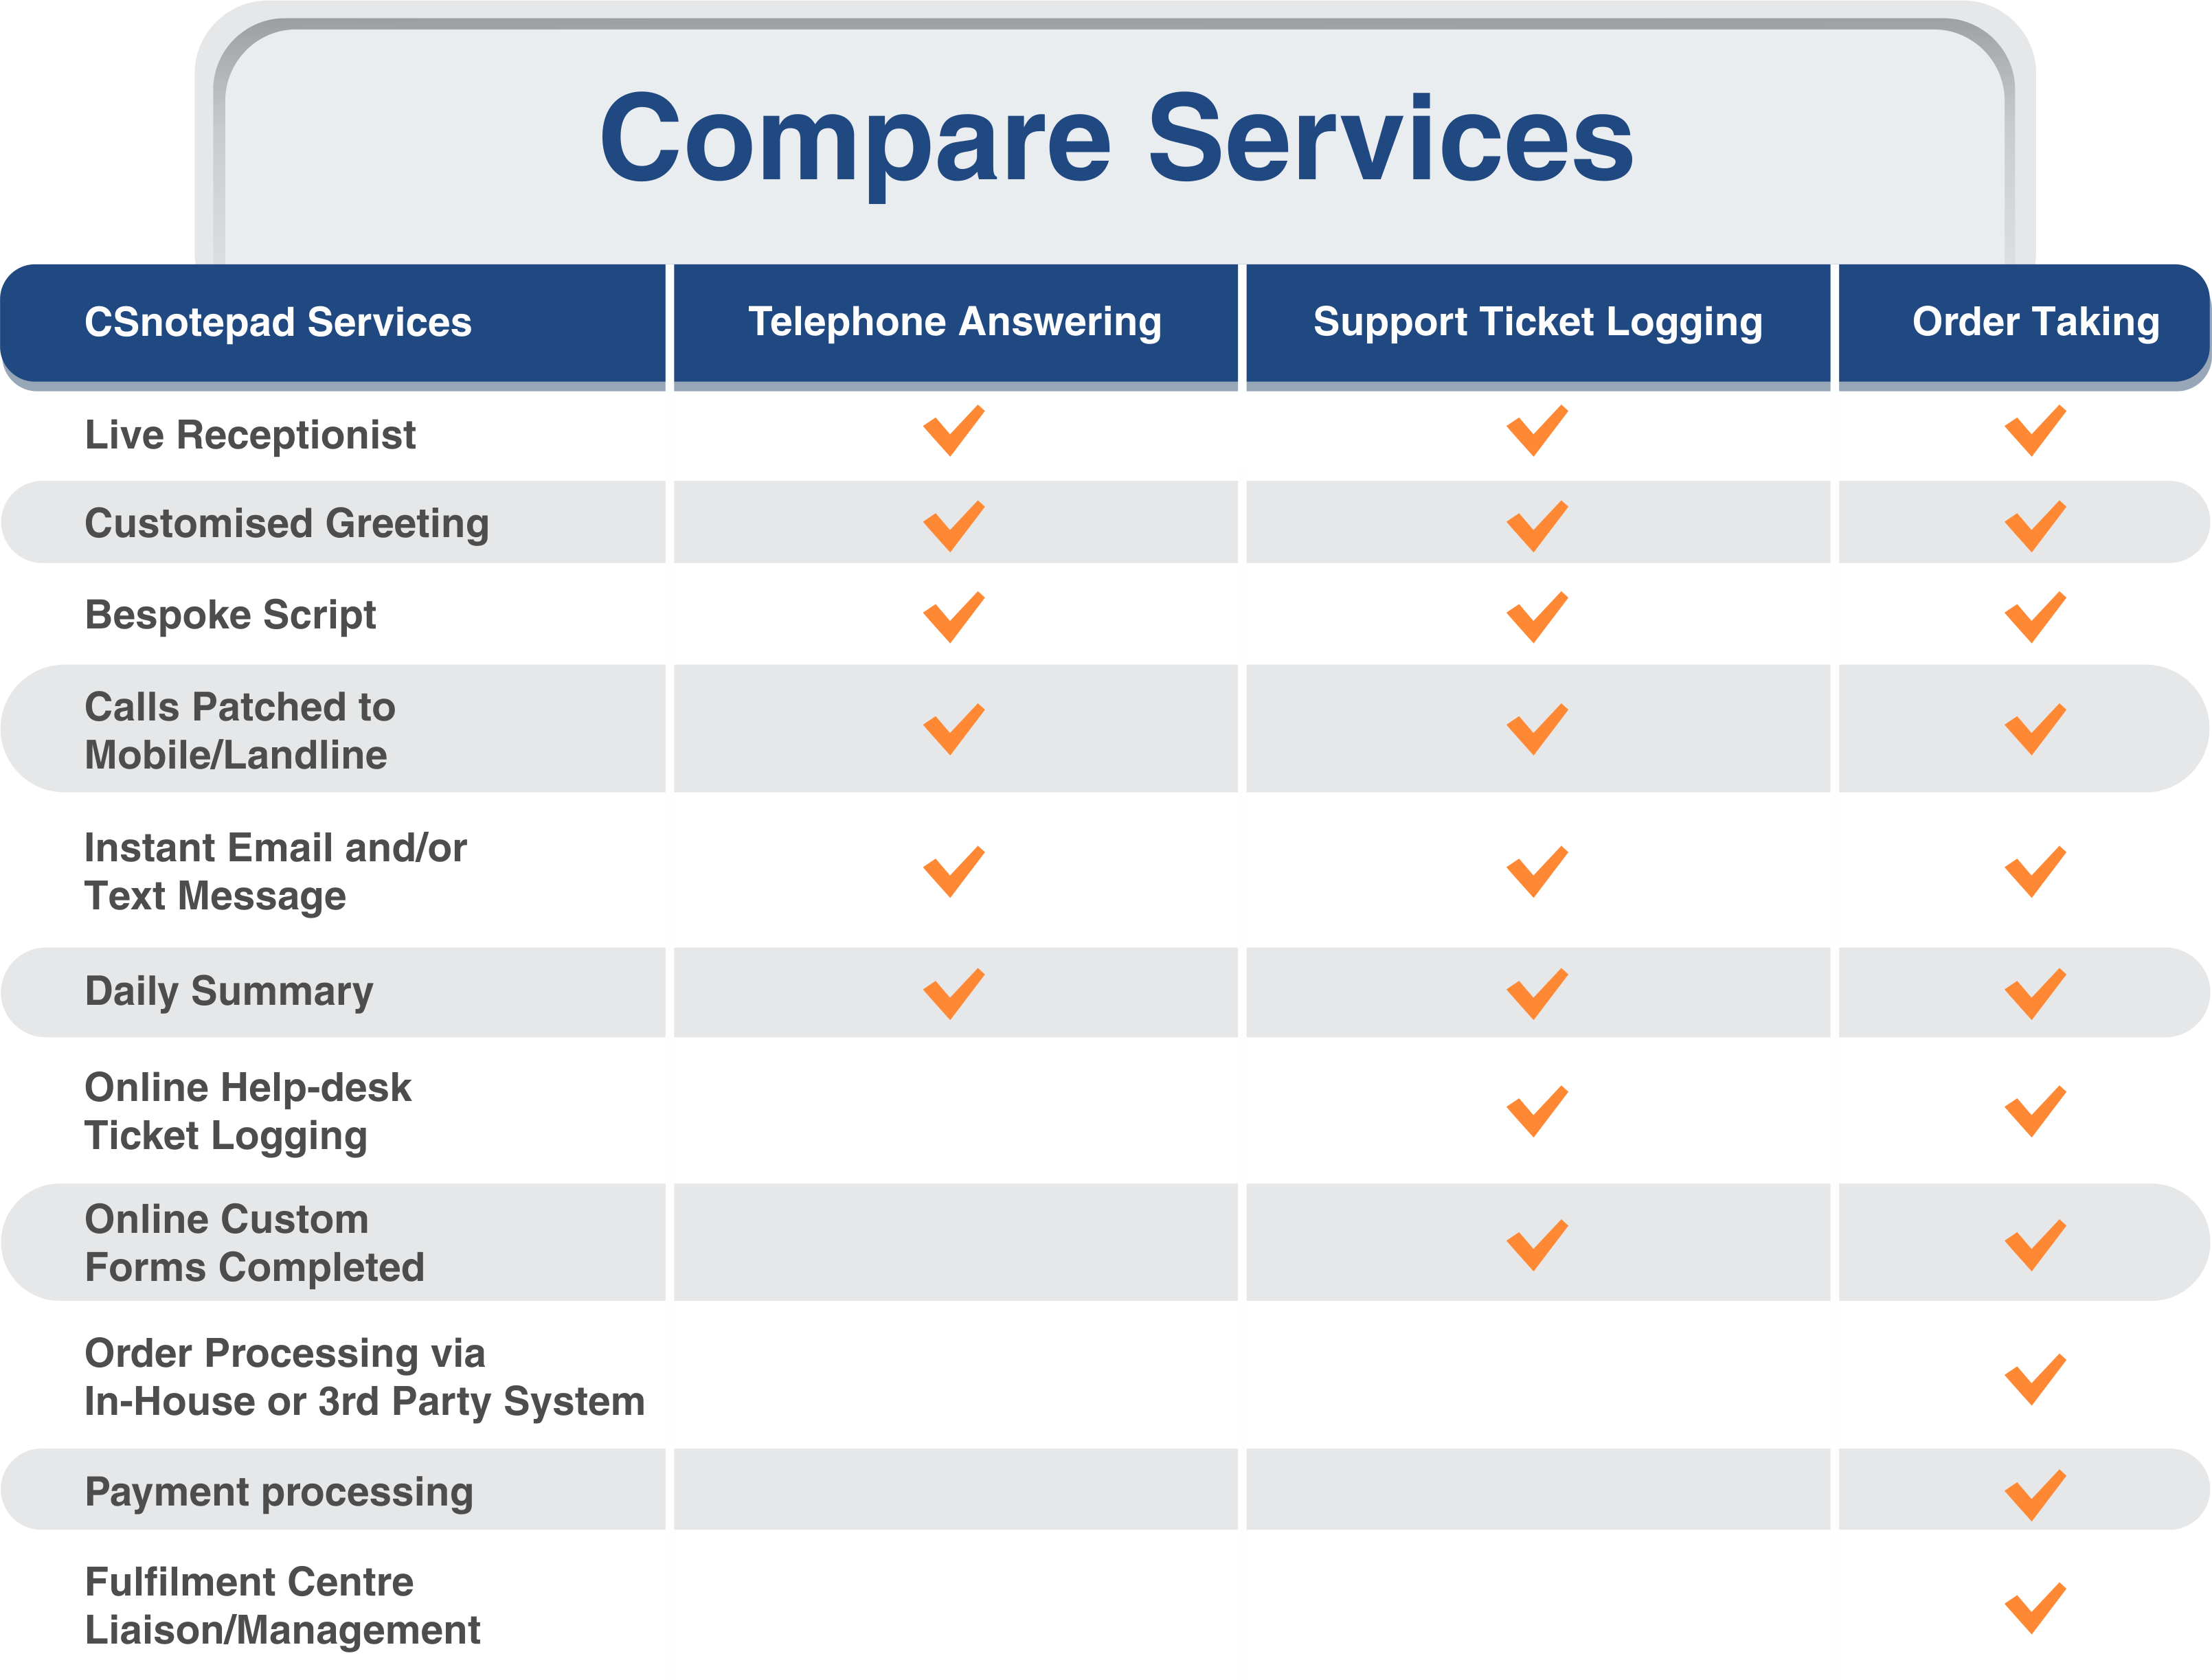 Compare Services
CSnotepad Services Telephone Answering Support Ticket Logging Order Taking
Live Receptionist
Customised Greeting
Bespoke Script
Calls Patched to
Mobile/Landline
Instant Email and/or
Text Message
Daily Summary
Online Help-desk
Ticket Logging
Online Custom
Forms Completed
Order Processing via
In-House or 3rd Party System
Payment processing
Fulfilment Centre
Liaison/Management